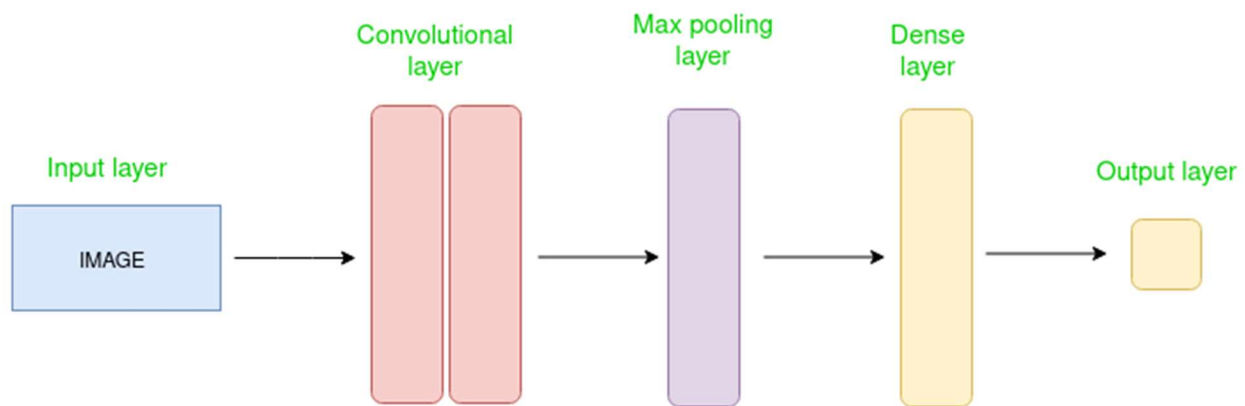 Convolutional
layer
Max pooling
layer
Dense
layer
Input layer
Output layer
IMAGE